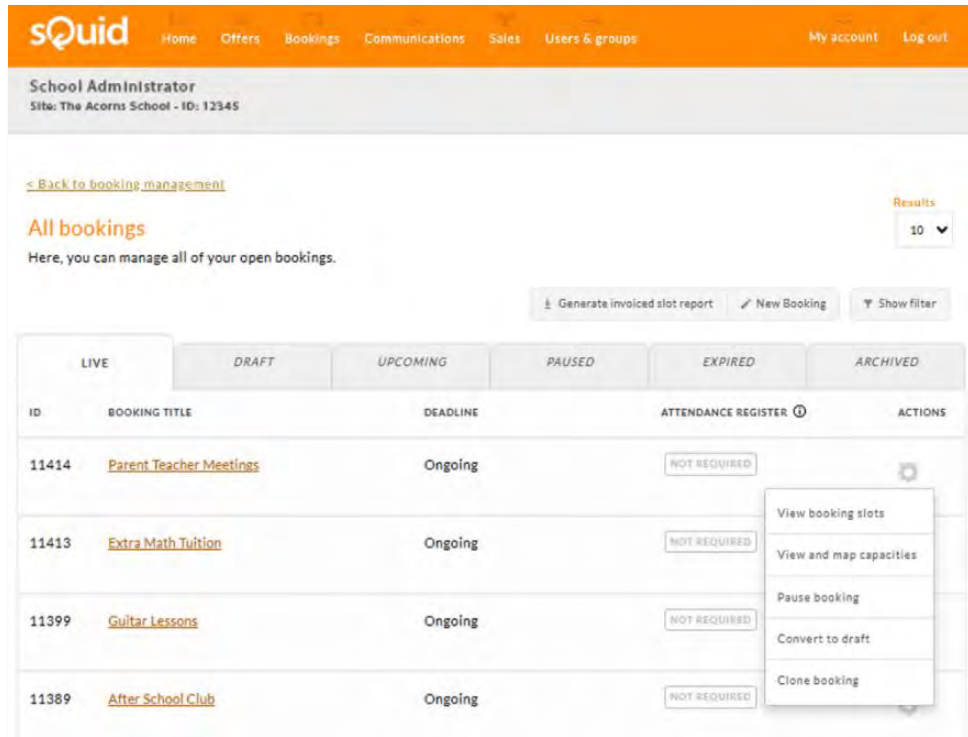 sQuid Home Offers Bookings Communications Sales Users & groups My account Log out
School Administrator
Site: The Acorns School - ID: 12345
< Back to booking management
Results
All bookings
10
Here, you can manage all of your open bookings.
Generate invoiced slot report New Booking Show filter
LIVE DRAFT UPCOMING PAUSED EXPIRED ARCHIVED
ID BOOKING TITLE DEADLINE ATTENDANCE REGISTER ACTIONS
11414 Parent Teacher Meetings Ongoing NOT REQUIRED
View booking slots
11413 Extra Math Tuition Ongoing NOT REQUIRED
View and map capacities
Pause booking
11399 Guitar Lessons Ongoing NOT REQUIRED
Convert to draft
Clone booking
11389 After School Club Ongoing NOT REQUIRED